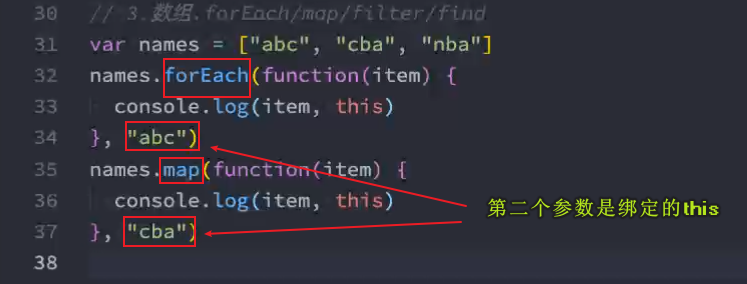 30 // 3.数组.forEach/map/filter/find
31 var names = ["abc", "cba", "nba"]
32 names.forEach(function(item) {
33   console.log(item, this)
34 }, "abc")
35 names.map(function(item) {
36   console.log(item, this)
第二个参数是绑定的this
37 }, "cba")
38